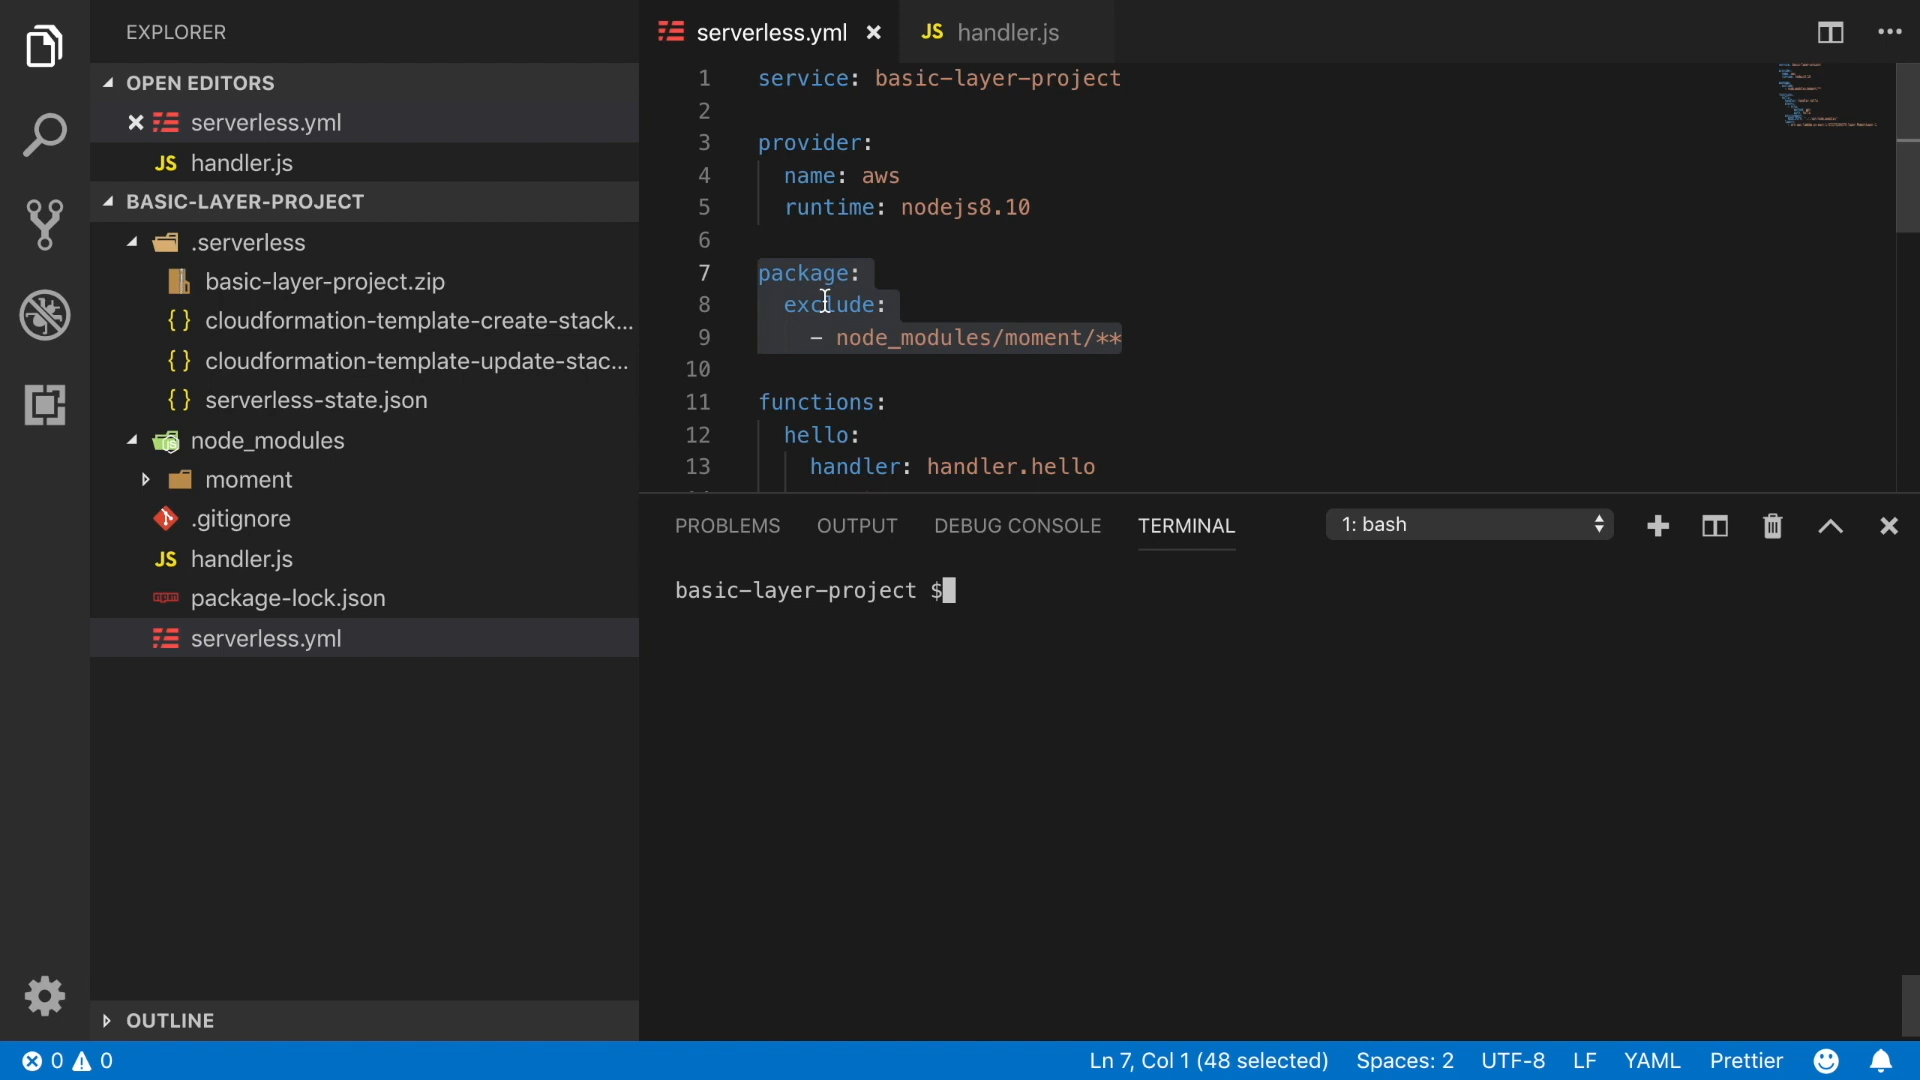 EXPLORER
OPEN EDITORS
serverless.yml
JS handler.js
BASIC-LAYER-PROJECT
.serverless
basic-layer-project.zip
{ } cloudformation-template-create-stack...
{ } cloudformation-template-update-stac...
{ } serverless-state.json
node_modules
moment
.gitignore
JS handler.js
package-lock.json
serverless.yml
OUTLINE
serverless.yml
JS handler.js
1 service: basic-layer-project
2
3 provider:
4 name: aws
5 runtime: nodejs8.10
6
7 package:
8 exclude:
9 - node_modules/moment/**
10
11 functions:
12 hello:
13 handler: handler.hello
PROBLEMS OUTPUT DEBUG CONSOLE TERMINAL 1: bash
basic-layer-project $
0 0 Ln 7, Col 1 (48 selected) Spaces: 2 UTF-8 LF YAML Prettier